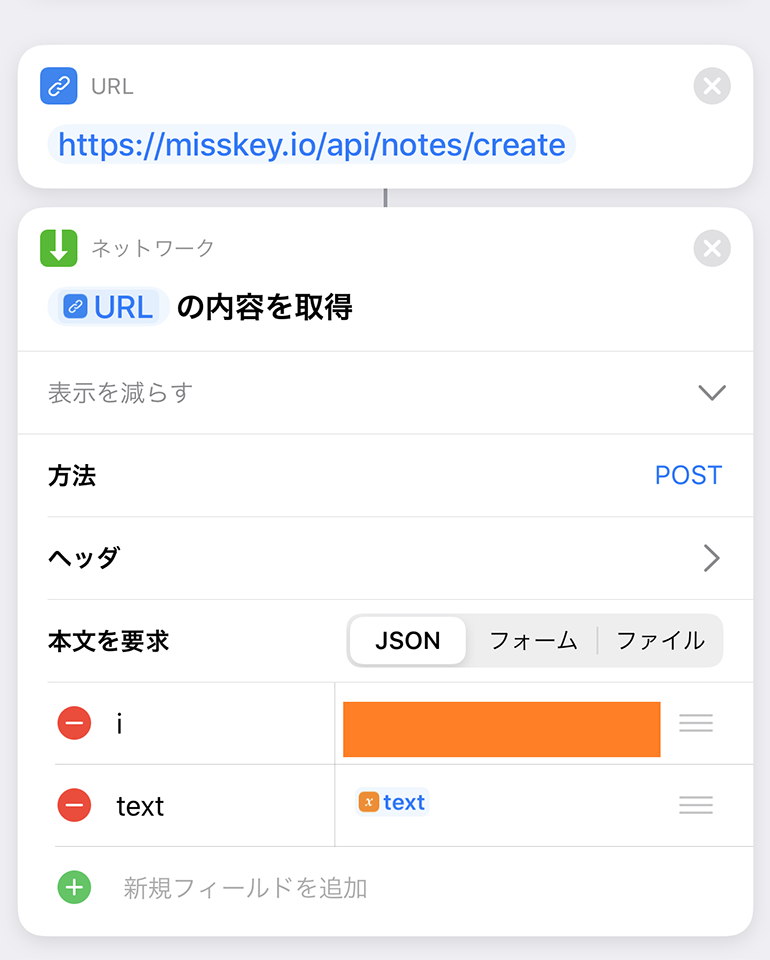 URL
https://misskey.io/api/notes/create
ネットワーク
URL の内容を取得
表示を減らす
方法 POST
ヘッダ
本文を要求 JSON フォーム ファイル
i
text text
新規フィールドを追加